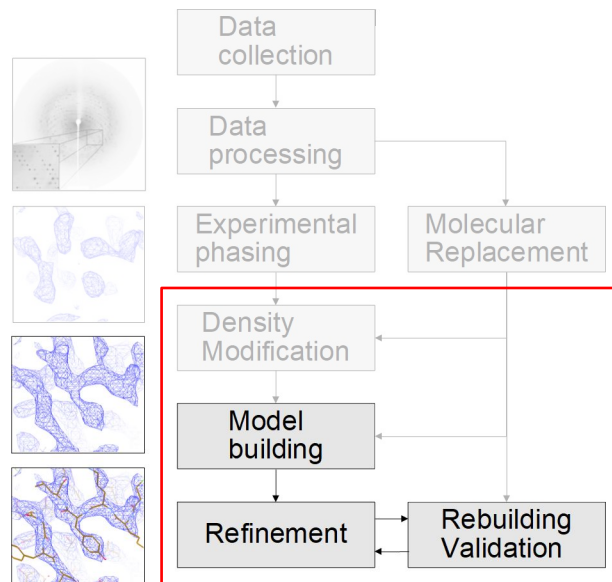 Data
collection
Data
processing
Experimental
phasing
Molecular
Replacement
Density
Modification
Model
building
Refinement
Rebuilding
Validation